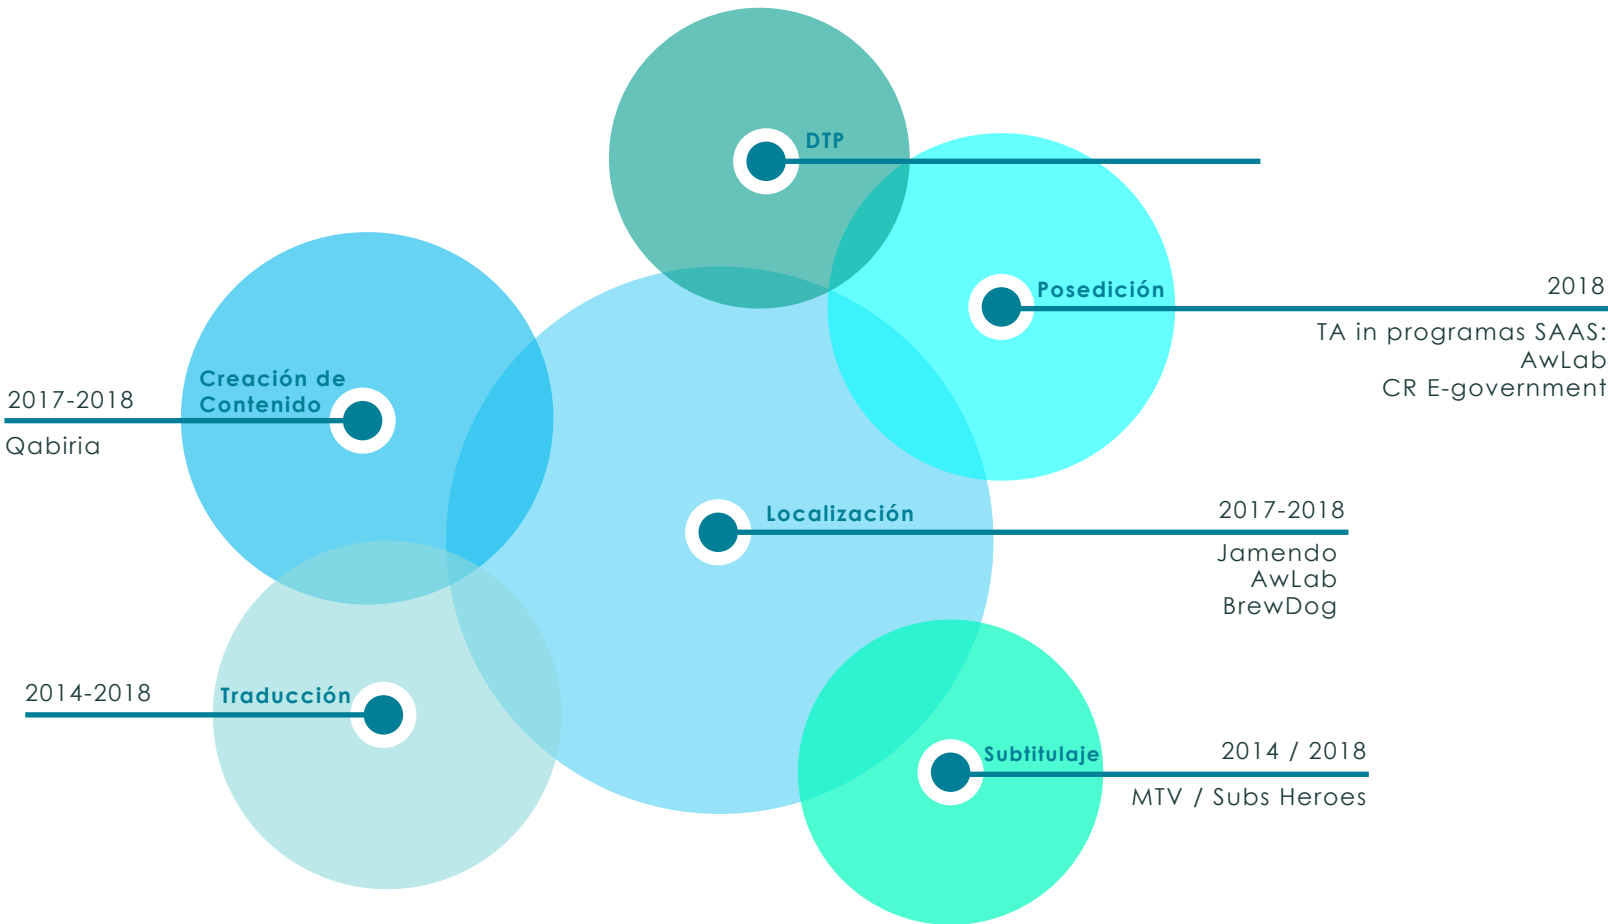 DTP
Posedición
2018
TA in programas SAAS:
AwLab
CR E-government
Creación de
Contenido
2017-2018
Qabiria
Localización
2017-2018
Jamendo
AwLab
BrewDog
2014-2018
Traducción
Subtitulaje
2014 / 2018
MTV / Subs Heroes